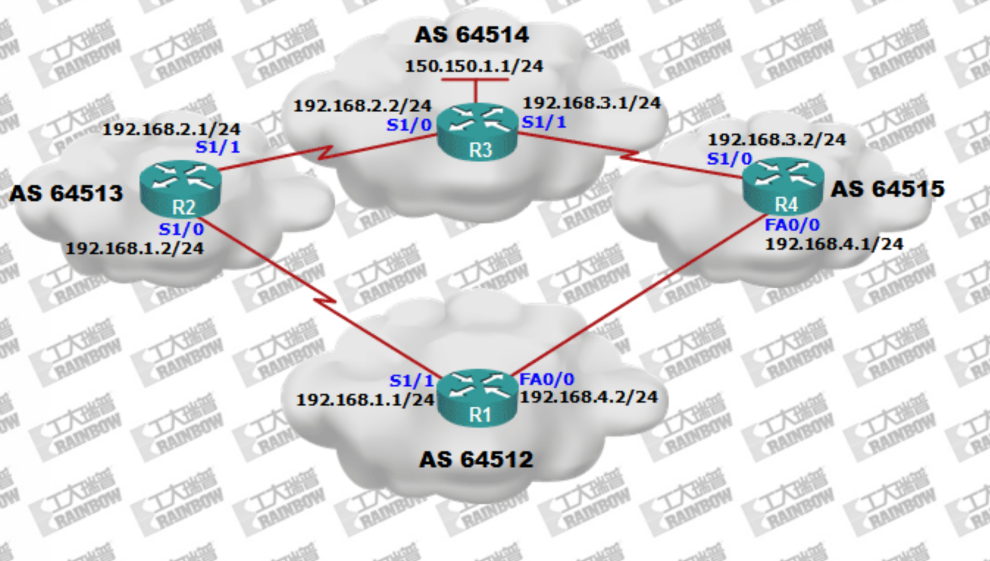 AS 64514
150.150.1.1/24
192.168.2.2/24
S1/0
192.168.3.1/24
S1/1
R3
192.168.2.1/24
S1/1
AS 64513
R2
S1/0
192.168.1.2/24
192.168.3.2/24
S1/0
AS 64515
R4
FA0/0
192.168.4.1/24
S1/1
192.168.1.1/24
FA0/0
192.168.4.2/24
R1
AS 64512
工大瑞普
RAINBOW